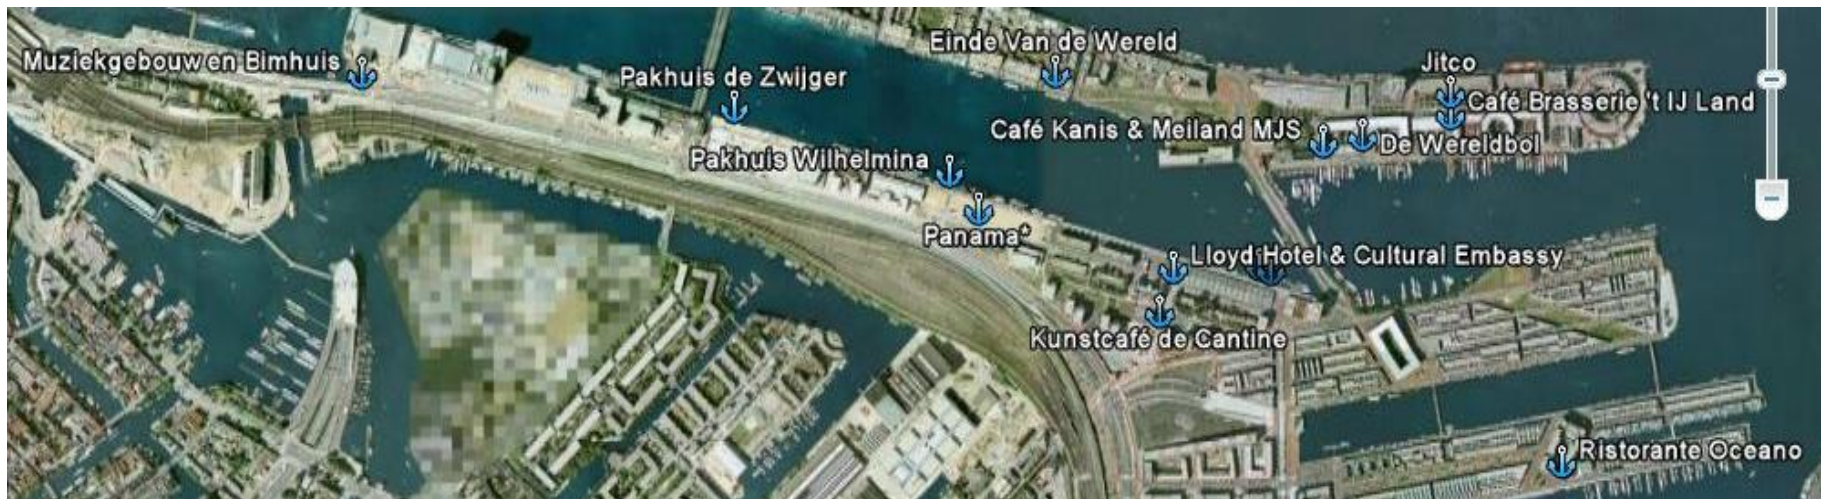 Einde Van de Wereld
Muziekgebouw en Bimhuis
Jitco
Pakhuis de Zwijger
Café Brasserie 't IJ Land
Café Kanis & Meiland MJS
De Wereldbol
Pakhuis Wilhelmina
Panama*
Lloyd Hotel & Cultural Embassy
Kunstcafé de Cantine
Ristorante Oceano